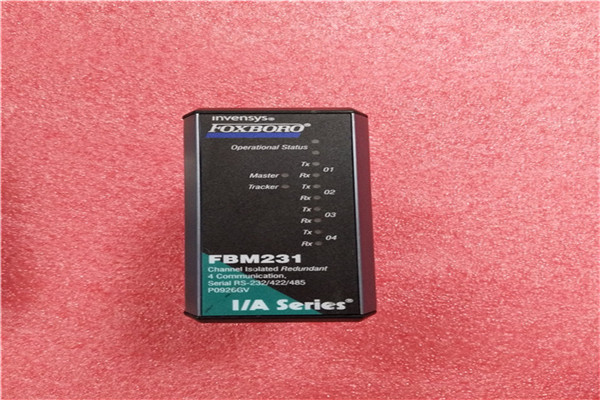 invensys®
FOXBORO®
Operational Status
Tx
Master Rx 01
Tracker Tx
Rx 02
Tx
Rx 03
Tx
Rx 04
FBM231
Channel Isolated Redundant
4 Communication,
Serial RS-232/422/485
P0926GV
I/A Series®